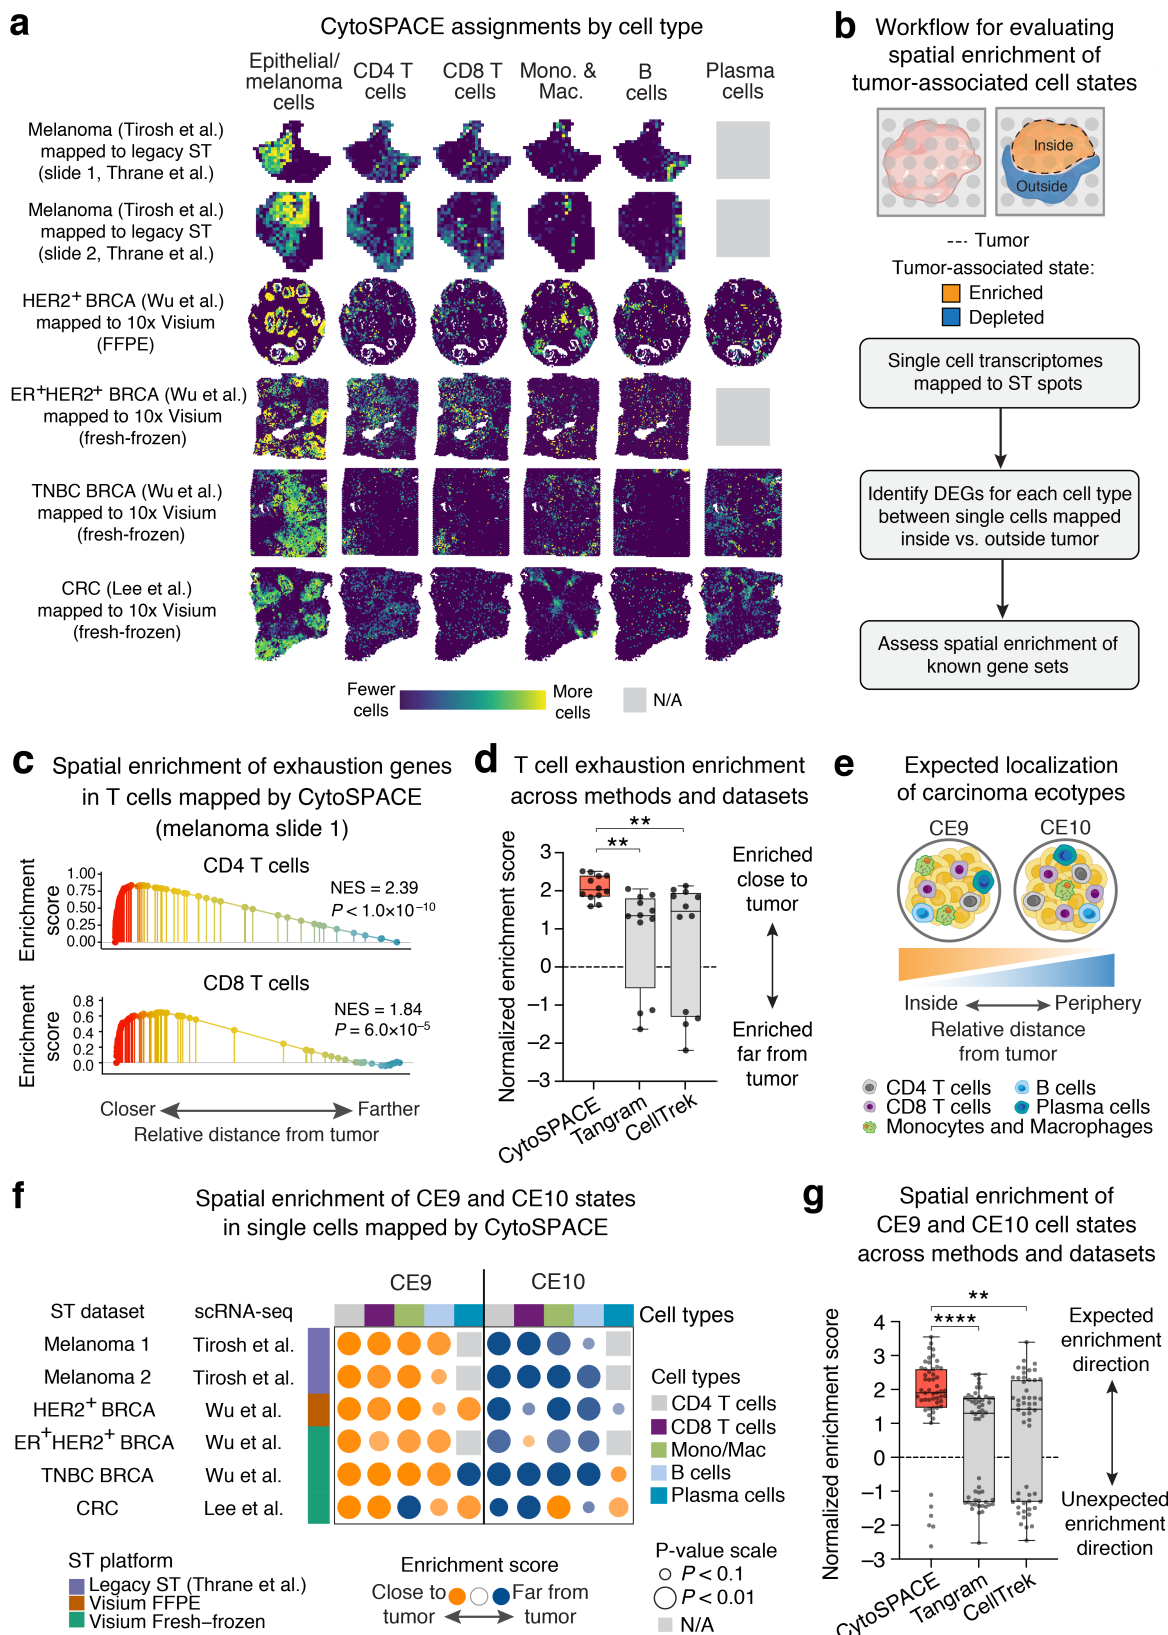 a
CytoSPACE assignments by cell type
Epithelial/
melanoma
cells
CD4 T
cells
CD8 T
cells
Mono. &
Mac.
B
cells
Plasma
cells
Melanoma (Tirosh et al.)
mapped to legacy ST
(slide 1, Thrane et al.)
Melanoma (Tirosh et al.)
mapped to legacy ST
(slide 2, Thrane et al.)
HER2+ BRCA (Wu et al.)
mapped to 10x Visium
(FFPE)
ER+HER2+ BRCA (Wu et al.)
mapped to 10x Visium
(fresh-frozen)
TNBC BRCA (Wu et al.)
mapped to 10x Visium
(fresh-frozen)
CRC (Lee et al.)
mapped to 10x Visium
(fresh-frozen)
Fewer
cells
More
cells
N/A
b
Workflow for evaluating
spatial enrichment of
tumor-associated cell states
Inside
Outside
--- Tumor
Tumor-associated state:
Enriched
Depleted
Single cell transcriptomes
mapped to ST spots
Identify DEGs for each cell type
between single cells mapped
inside vs. outside tumor
Assess spatial enrichment of
known gene sets
c
Spatial enrichment of exhaustion genes
in T cells mapped by CytoSPACE
(melanoma slide 1)
CD4 T cells
Enrichment
score
1.00
0.75
0.50
0.25
0.00
NES = 2.39
P < 1.0×10−10
CD8 T cells
Enrichment
score
0.8
0.6
0.4
0.2
0.0
NES = 1.84
P = 6.0×10−5
Closer
Farther
Relative distance from tumor
d
T cell exhaustion enrichment
across methods and datasets
Normalized enrichment score
3
2
1
0
−1
−2
−3
**
**
CytoSPACE
Tangram
CellTrek
Enriched
close to
tumor
Enriched
far from
tumor
e
Expected localization
of carcinoma ecotypes
CE9
CE10
Inside
Periphery
Relative distance
from tumor
CD4 T cells
B cells
CD8 T cells
Plasma cells
Monocytes and Macrophages
f
Spatial enrichment of CE9 and CE10 states
in single cells mapped by CytoSPACE
CE9
CE10
ST dataset
scRNA-seq
Cell types
Melanoma 1
Tirosh et al.
Melanoma 2
Tirosh et al.
HER2+ BRCA
Wu et al.
ER+HER2+ BRCA
Wu et al.
TNBC BRCA
Wu et al.
CRC
Lee et al.
Cell types
CD4 T cells
CD8 T cells
Mono/Mac
B cells
Plasma cells
ST platform
Legacy ST (Thrane et al.)
Visium FFPE
Visium Fresh−frozen
Enrichment score
Close to
tumor
Far from
tumor
P-value scale
P < 0.1
P < 0.01
N/A
g
Spatial enrichment of
CE9 and CE10 cell states
across methods and datasets
Normalized enrichment score
4
3
2
1
0
−1
−2
−3
**
****
CytoSPACE
Tangram
CellTrek
Expected
enrichment
direction
Unexpected
enrichment
direction